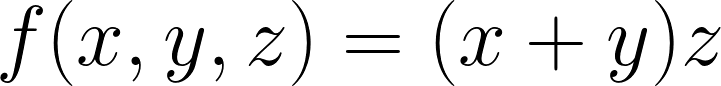 f(x, y, z) = (x + y)z